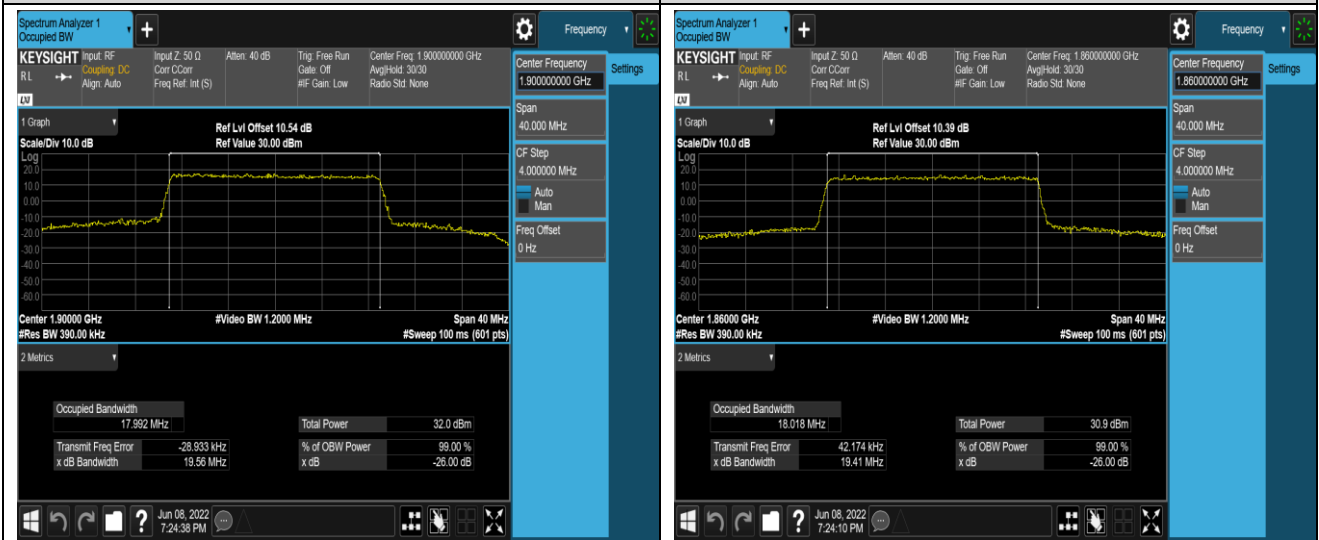 Spectrum Analyzer 1
Occupied BW
+
Frequency
KEYSIGHT
Input: RF
Coupling: DC
Align: Auto
Input Z: 50 Ω
Corr CCorr
Freq Ref: Int (S)
Atten: 40 dB
Trig: Free Run
Gate: Off
#IF Gain: Low
Center Freq: 1.900000000 GHz
Avg|Hold: 30/30
Radio Std: None
RL
LXI
Center Frequency
1.900000000 GHz
Settings
Span
40.000 MHz
CF Step
4.000000 MHz
Auto
Man
Freq Offset
0 Hz
1 Graph
Scale/Div 10.0 dB
Ref Lvl Offset 10.54 dB
Ref Value 30.00 dBm
Log
20.0
10.0
0.00
-10.0
-20.0
-30.0
-40.0
-50.0
-60.0
Center 1.90000 GHz
#Video BW 1.2000 MHz
Span 40 MHz
#Res BW 390.00 kHz
#Sweep 100 ms (601 pts)
2 Metrics
Occupied Bandwidth
17.992 MHz
Total Power 32.0 dBm
Transmit Freq Error -28.933 kHz
% of OBW Power 99.00 %
x dB Bandwidth 19.56 MHz
x dB -26.00 dB
?
Jun 08, 2022
7:24:38 PM
Spectrum Analyzer 1
Occupied BW
+
Frequency
KEYSIGHT
Input: RF
Coupling: DC
Align: Auto
Input Z: 50 Ω
Corr CCorr
Freq Ref: Int (S)
Atten: 40 dB
Trig: Free Run
Gate: Off
#IF Gain: Low
Center Freq: 1.860000000 GHz
Avg|Hold: 30/30
Radio Std: None
RL
LXI
Center Frequency
1.860000000 GHz
Settings
Span
40.000 MHz
CF Step
4.000000 MHz
Auto
Man
Freq Offset
0 Hz
1 Graph
Scale/Div 10.0 dB
Ref Lvl Offset 10.39 dB
Ref Value 30.00 dBm
Log
20.0
10.0
0.00
-10.0
-20.0
-30.0
-40.0
-50.0
-60.0
Center 1.86000 GHz
#Video BW 1.2000 MHz
Span 40 MHz
#Res BW 390.00 kHz
#Sweep 100 ms (601 pts)
2 Metrics
Occupied Bandwidth
18.018 MHz
Total Power 30.9 dBm
Transmit Freq Error 42.174 kHz
% of OBW Power 99.00 %
x dB Bandwidth 19.41 MHz
x dB -26.00 dB
?
Jun 08, 2022
7:24:10 PM